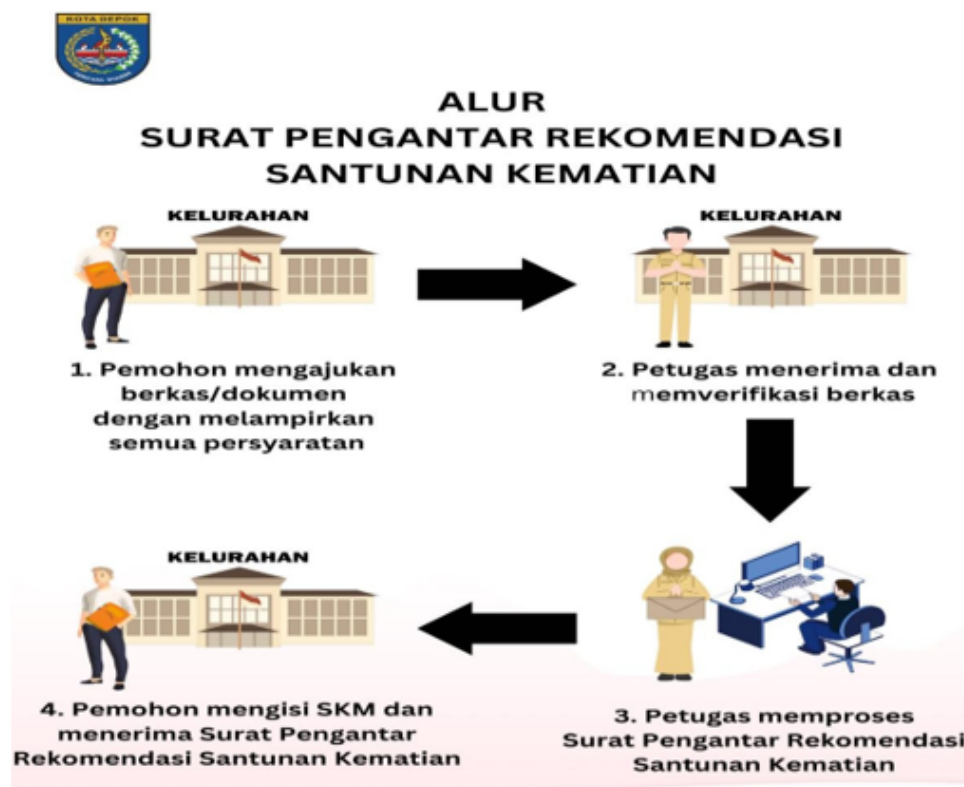 KOTA DEPOK
ALUR
SURAT PENGANTAR REKOMENDASI
SANTUNAN KEMATIAN
KELURAHAN
1. Pemohon mengajukan
berkas/dokumen
dengan melampirkan
semua persyaratan
KELURAHAN
2. Petugas menerima dan
memverifikasi berkas
3. Petugas memproses
Surat Pengantar Rekomendasi
Santunan Kematian
KELURAHAN
4. Pemohon mengisi SKM dan
menerima Surat Pengantar
Rekomendasi Santunan Kematian